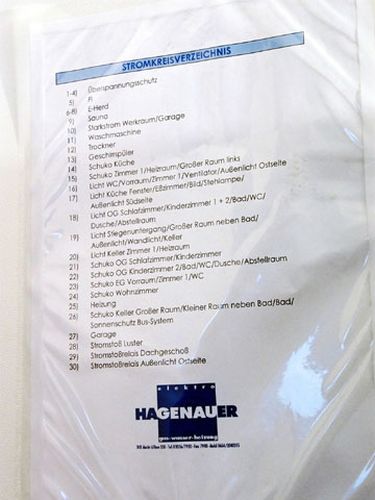 STROMKREISVERZEICHNIS
1-4) Überspannungsschutz
5) FI
6-8) E-Herd
9) Sauna
10) Starkstrom Werkraum/Garage
11) Waschmaschine
12) Trockner
13) Geschirrspüler
14) Schuko Küche
15) Schuko Zimmer 1/Heizraum/Großer Raum links
16) Licht WC/Vorraum/Zimmer 1/Ventilator/Außenlicht Ostseite
17) Licht Küche Fenster/Eßzimmer/Bild/Stehlampe/
Außenlicht Südseite
18) Licht OG Schlafzimmer/Kinderzimmer 1 + 2/Bad/WC/
Dusche/Abstellraum
19) Licht Stiegenuntergang/Großer Raum neben Bad/
Außenlicht/Wandlicht/Keller
20) Licht Keller Zimmer 1/Heizraum
21) Schuko OG Schlafzimmer/Kinderzimmer
22) Schuko OG Kinderzimmer 2/Bad/WC/Dusche/Abstellraum
23) Schuko EG Vorraum/Zimmer 1/WC
24) Schuko Wohnzimmer
25) Heizung
26) Schuko Keller Großer Raum/Kleiner Raum neben Bad/Bad/
Sonnenschutz Bus-System
27) Garage
28) Stromstoß Luster
29) Stromstoßrelais Dachgeschoß
30) Stromstoßrelais Außenlicht Ostseite
elektro
HAGENAUER
gas-wasser-heizung